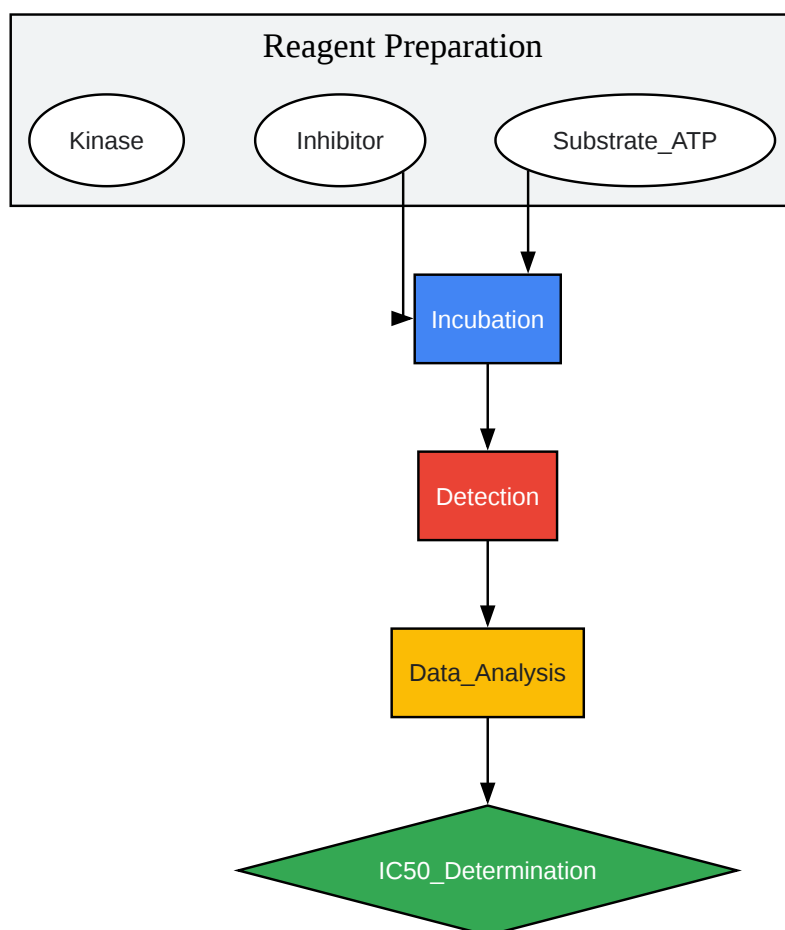 Reagent Preparation
Kinase
Inhibitor
Substrate_ATP
Incubation
Detection
Data_Analysis
IC50_Determination